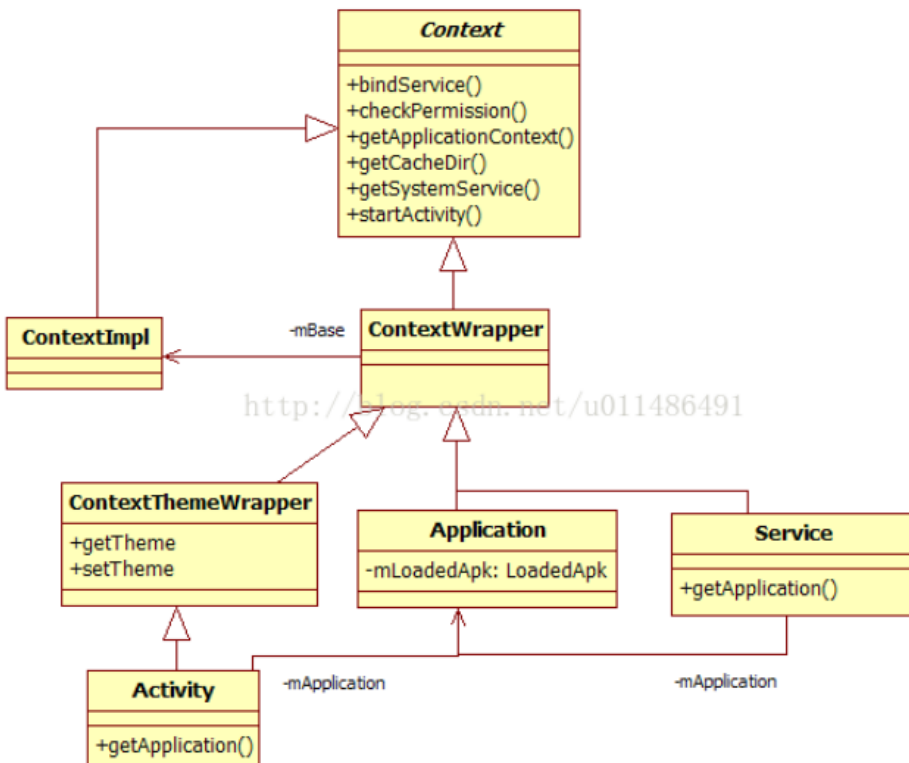 Context
+bindService()
+checkPermission()
+getApplicationContext()
+getCacheDir()
+getSystemService()
+startActivity()
ContextImpl
-mBase
ContextWrapper
http://blog.csdn.net/u011486491
ContextThemeWrapper
+getTheme
+setTheme
Application
-mLoadedApk: LoadedApk
Service
+getApplication()
Activity
+getApplication()
-mApplication
-mApplication